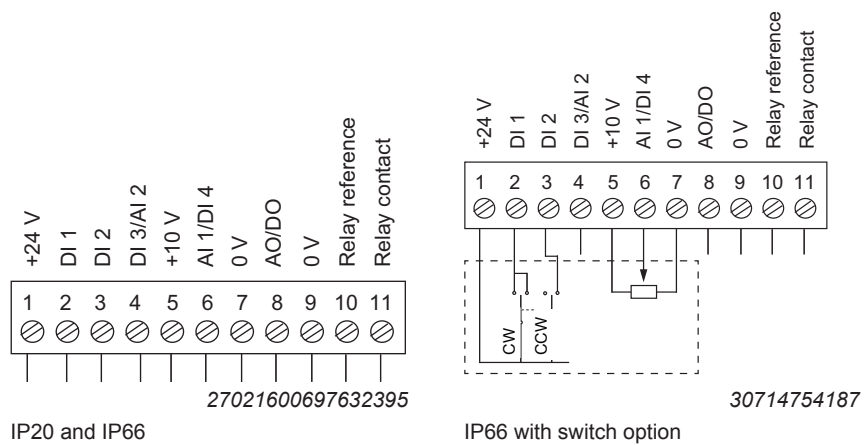 +24 V
DI 1
DI 2
DI 3/AI 2
+10 V
AI 1/DI 4
0 V
AO/DO
0 V
Relay reference
Relay contact
1 2 3 4 5 6 7 8 9 10 11
27021600697632395
IP20 and IP66
+24 V
DI 1
DI 2
DI 3/AI 2
+10 V
AI 1/DI 4
0 V
AO/DO
0 V
Relay reference
Relay contact
1 2 3 4 5 6 7 8 9 10 11
CW
CCW
30714754187
IP66 with switch option